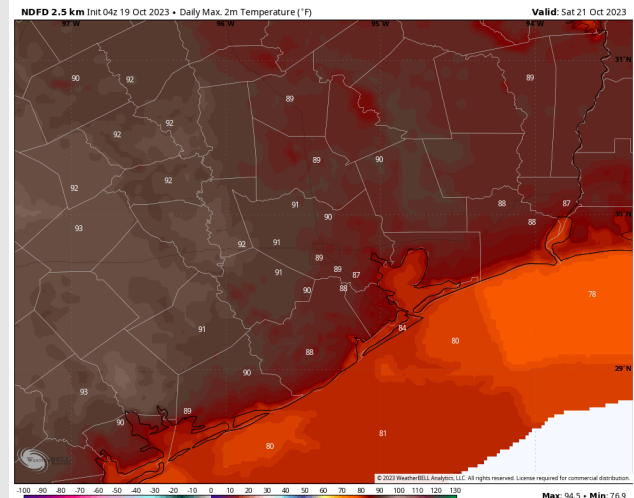 NDFD 2.5 km Init 04z 19 Oct 2023 • Daily Max. 2m Temperature (°F) Valid: Sat 21 Oct 2023
97°W 96°W 95°W 94°W
31°N
90 92 89
89
92
92
89 90
92
92
91 88 87
90 88
30°N
93
92 91
89
91 89 87
90 88
78
91 84
80
88
29°N
90
93
89
90
81
80
WeatherBELL
© 2023 WeatherBELL Analytics, LLC. All rights reserved. License required for commercial distribution.
-100 -90 -80 -70 -60 -50 -40 -30 -20 -10 0 10 20 30 40 50 60 70 80 90 100 110 120 130
Max: 94.5 • Min: 76.9